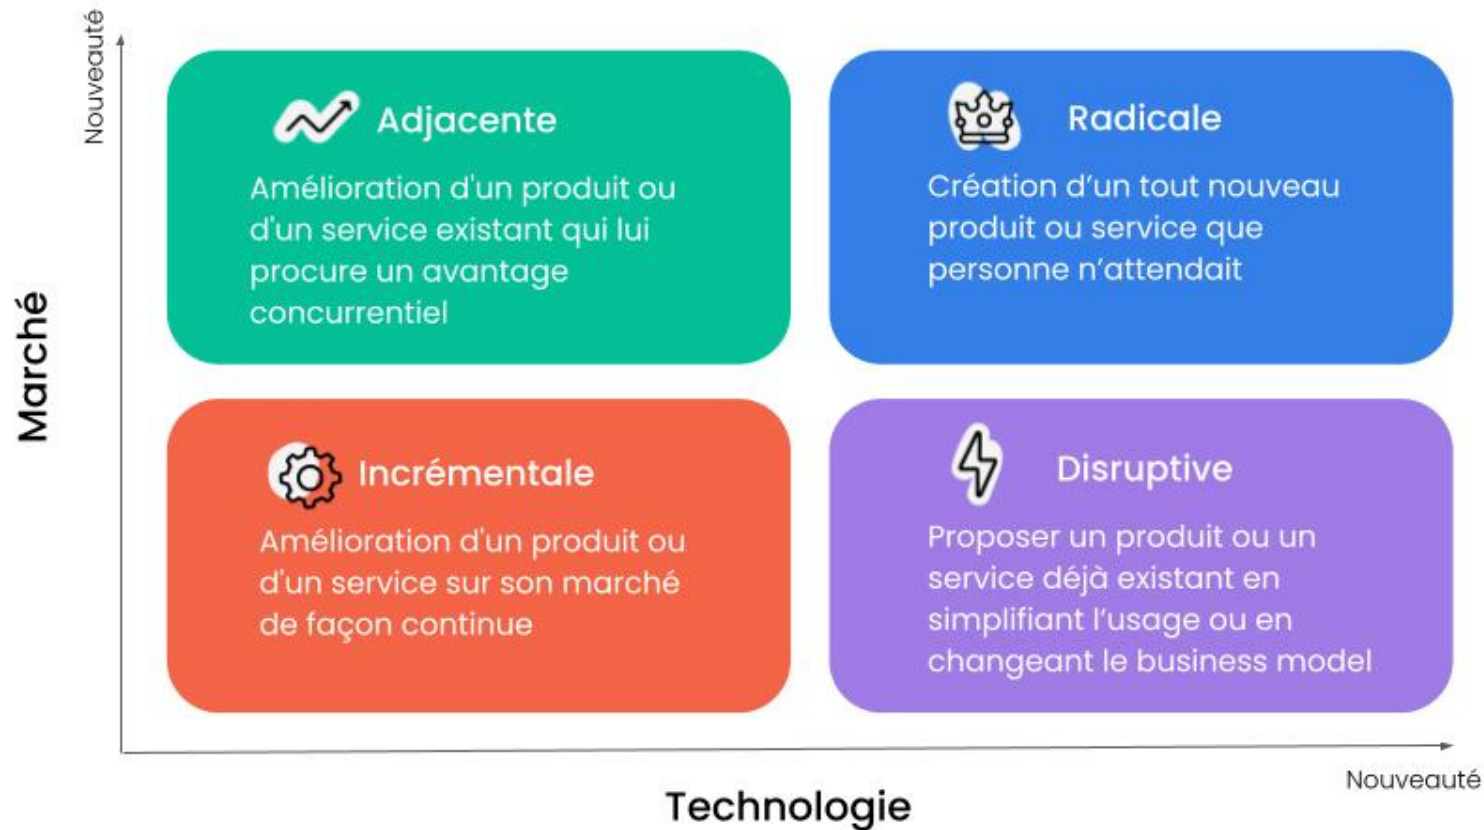 Nouveauté
Marché
Adjacente
Amélioration d'un produit ou
d'un service existant qui lui
procure un avantage
concurrentiel
Radicale
Création d’un tout nouveau
produit ou service que
personne n’attendait
Incrémentale
Amélioration d'un produit ou
d'un service sur son marché
de façon continue
Disruptive
Proposer un produit ou un
service déjà existant en
simplifiant l’usage ou en
changeant le business model
Nouveauté
Technologie